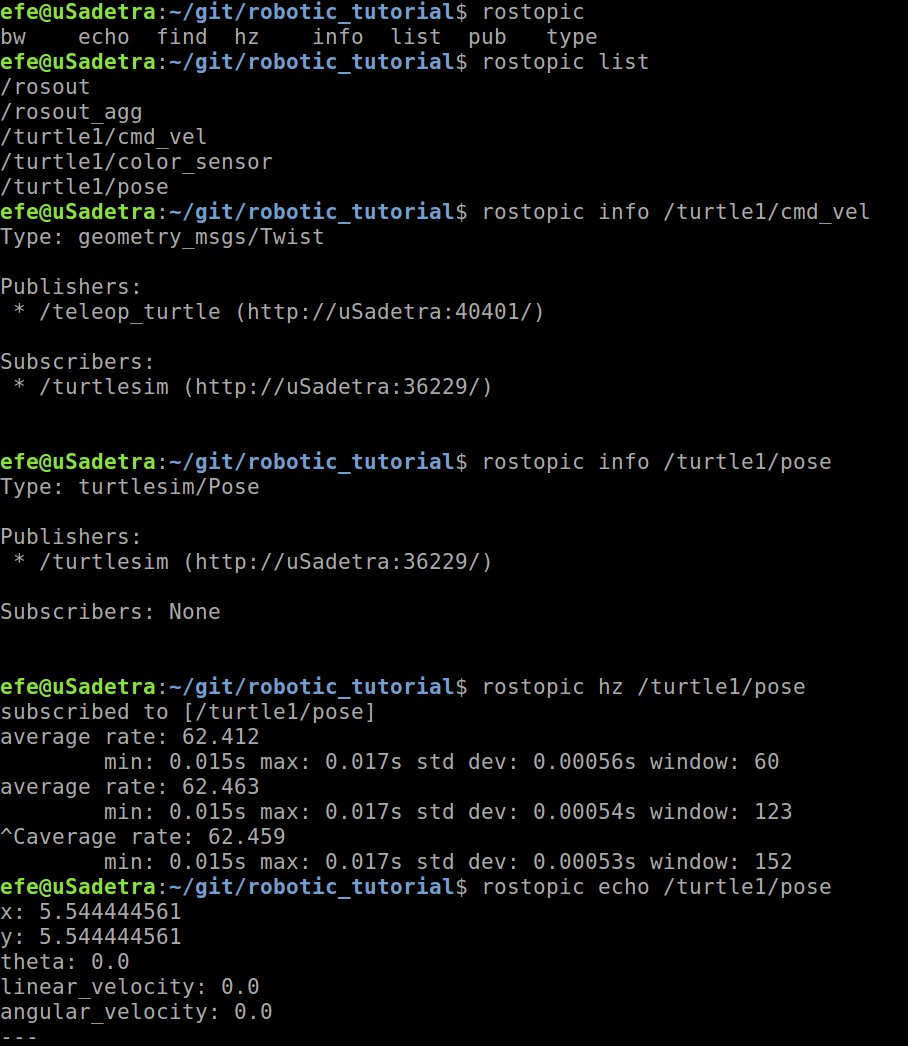 efe@uSadetra:~/git/robotic_tutorial$ rostopic
bw    echo  find  hz    info  list  pub   type
efe@uSadetra:~/git/robotic_tutorial$ rostopic list
/rosout
/rosout_agg
/turtle1/cmd_vel
/turtle1/color_sensor
/turtle1/pose
efe@uSadetra:~/git/robotic_tutorial$ rostopic info /turtle1/cmd_vel
Type: geometry_msgs/Twist

Publishers:
 * /teleop_turtle (http://uSadetra:40401/)

Subscribers:
 * /turtlesim (http://uSadetra:36229/)


efe@uSadetra:~/git/robotic_tutorial$ rostopic info /turtle1/pose
Type: turtlesim/Pose

Publishers:
 * /turtlesim (http://uSadetra:36229/)

Subscribers: None


efe@uSadetra:~/git/robotic_tutorial$ rostopic hz /turtle1/pose
subscribed to [/turtle1/pose]
average rate: 62.412
        min: 0.015s max: 0.017s std dev: 0.00056s window: 60
average rate: 62.463
        min: 0.015s max: 0.017s std dev: 0.00054s window: 123
^Caverage rate: 62.459
        min: 0.015s max: 0.017s std dev: 0.00053s window: 152
efe@uSadetra:~/git/robotic_tutorial$ rostopic echo /turtle1/pose
x: 5.544444561
y: 5.544444561
theta: 0.0
linear_velocity: 0.0
angular_velocity: 0.0
---